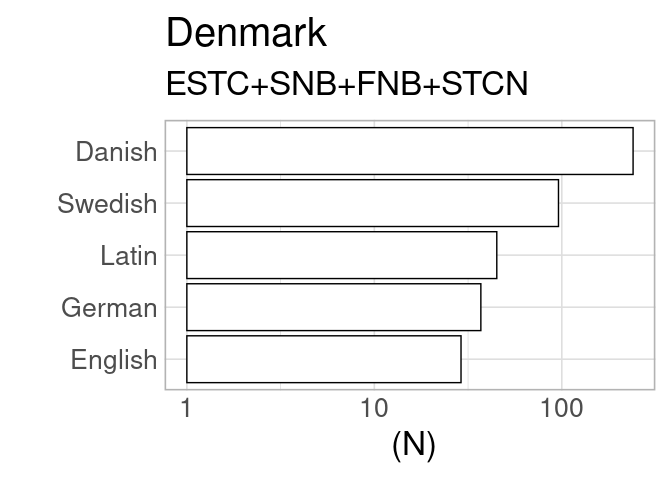 Denmark
ESTC+SNB+FNB+STCN
Danish
Swedish
Latin
German
English
1 10 100
(N)